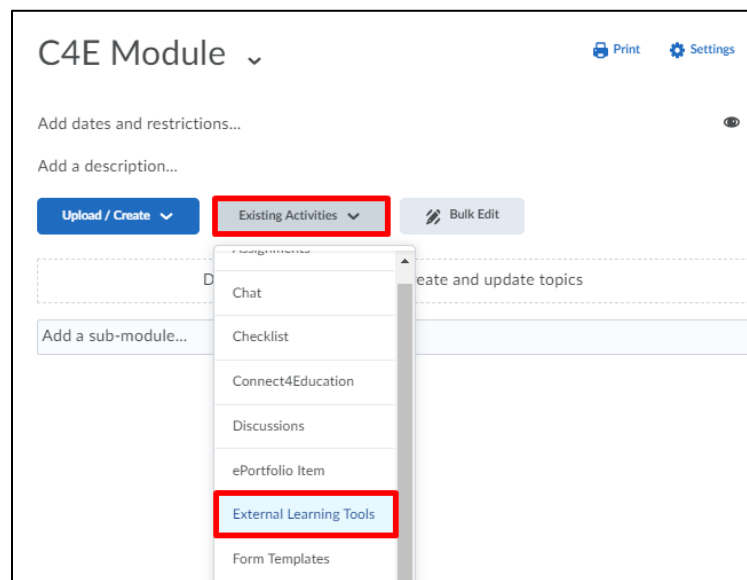 C4E Module
Print
Settings
Add dates and restrictions...
Add a description...
Upload / Create
Existing Activities
Bulk Edit
D
eate and update topics
Add a sub-module...
Assignments
Chat
Checklist
Connect4Education
Discussions
ePortfolio Item
External Learning Tools
Form Templates